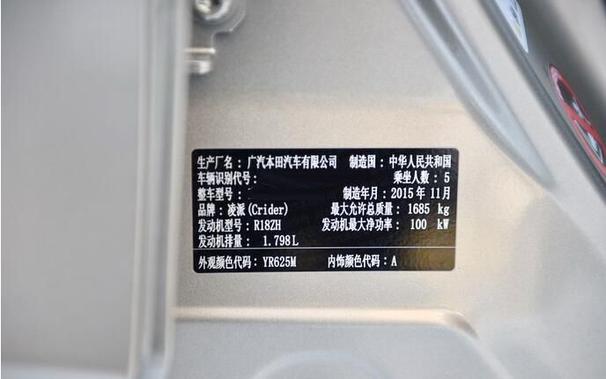 生产厂名：广汽本田汽车有限公司 制造国：中华人民共和国
车辆识别代号： 乘坐人数：5
整车型号： 制造年月：2015年11月
品牌：凌派(Crider) 最大允许总质量：1685 kg
发动机型号：R18ZH 发动机最大净功率：100 kW
发动机排量：1.798L
外观颜色代码：YR625M 内饰颜色代码：A